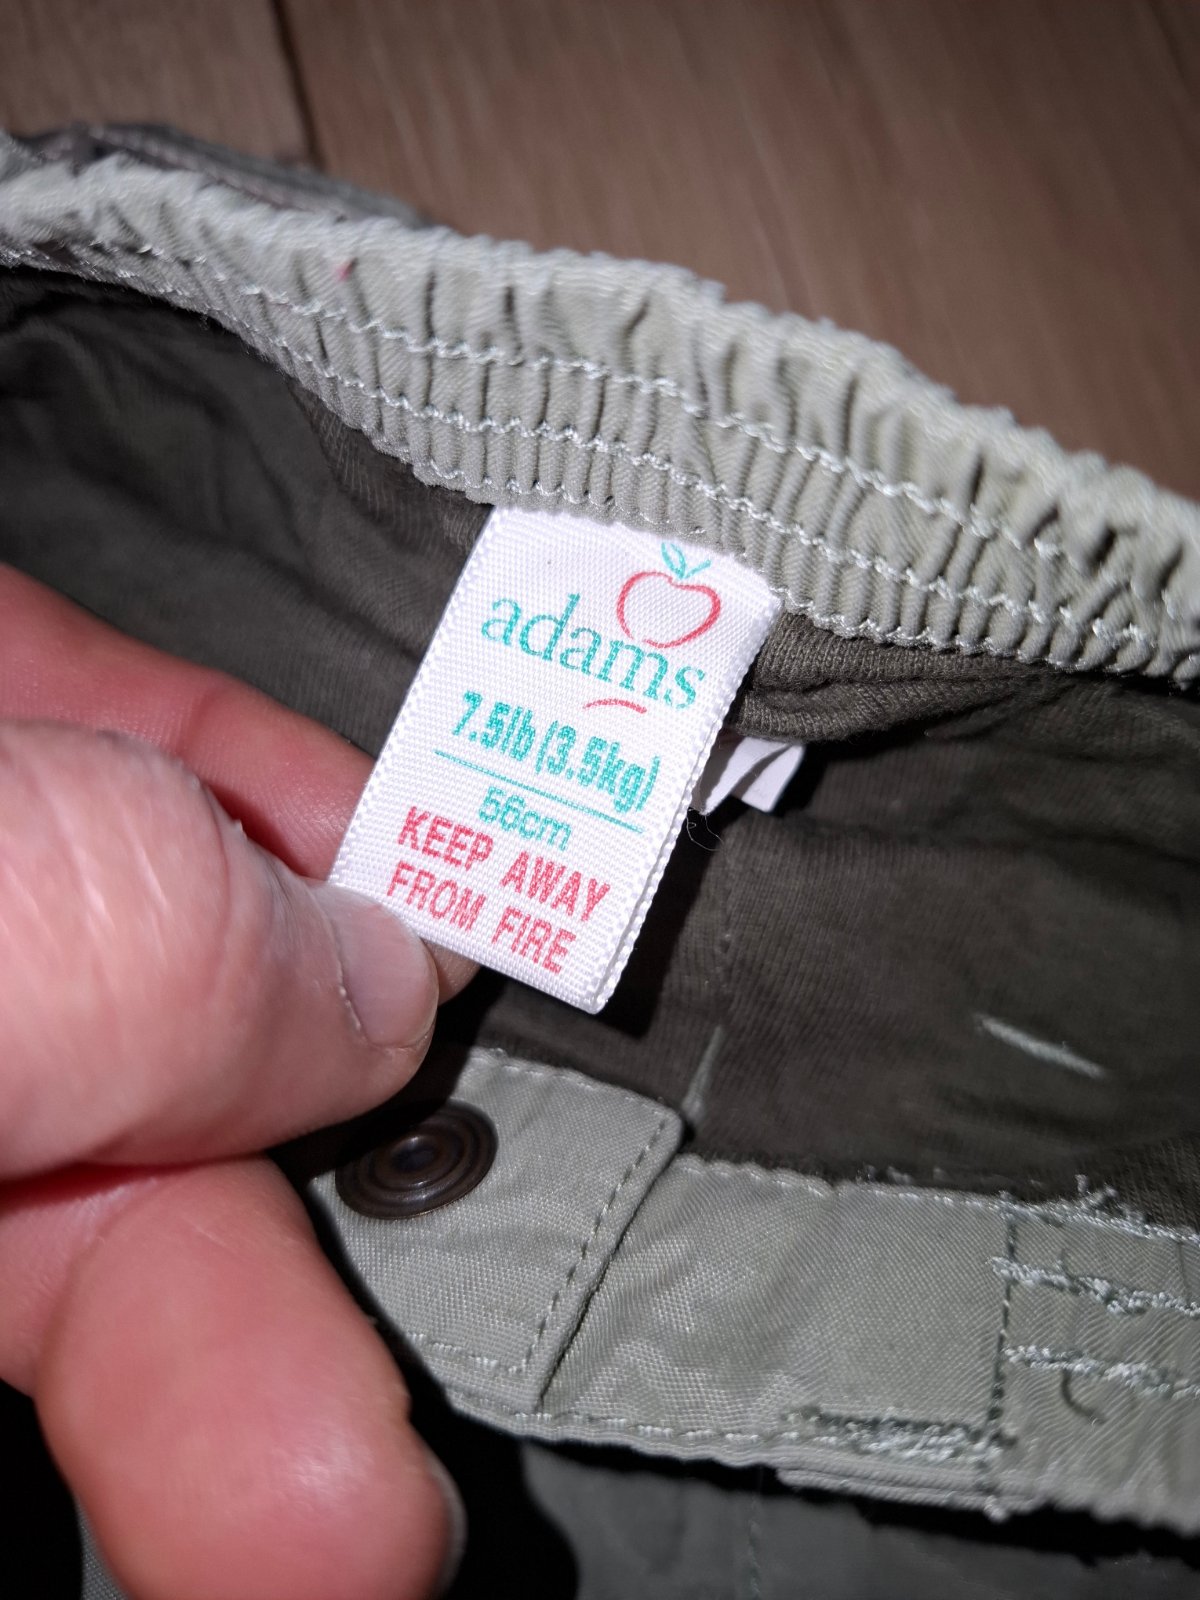 adams
7.5lb (3.5kg)
56cm
KEEP AWAY
FROM FIRE